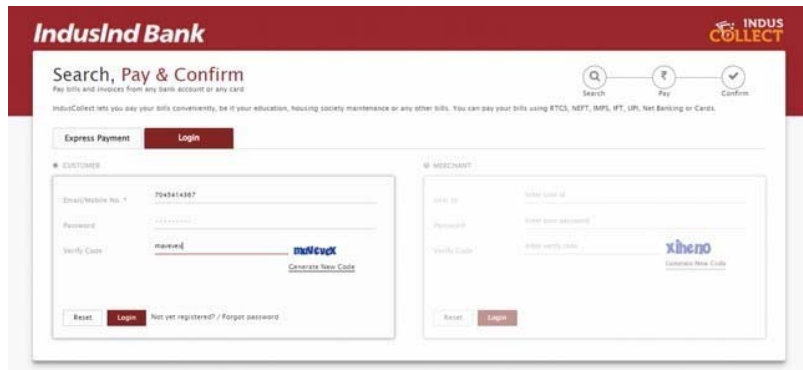 IndusInd Bank
INDUS
COLLECT
Search, Pay & Confirm
Pay bills and invoices from any bank account or any card
Search
Pay
Confirm
IndusCollect lets you pay your bills conveniently, be it your education, housing society maintenance or any other bills. You can pay your bills using RTGS, NEFT, IMPS, IFT, UPI, Net Banking or Cards.
Express Payment
Login
CUSTOMER
Email/Mobile No. *
7045414367
Password
Verify Code
Generate New Code
Reset
Login
Not yet registered? / Forgot password
MERCHANT
User ID
Enter user id
Password
Enter your password
Verify Code
Enter verify code
Generate New Code
Reset
Login